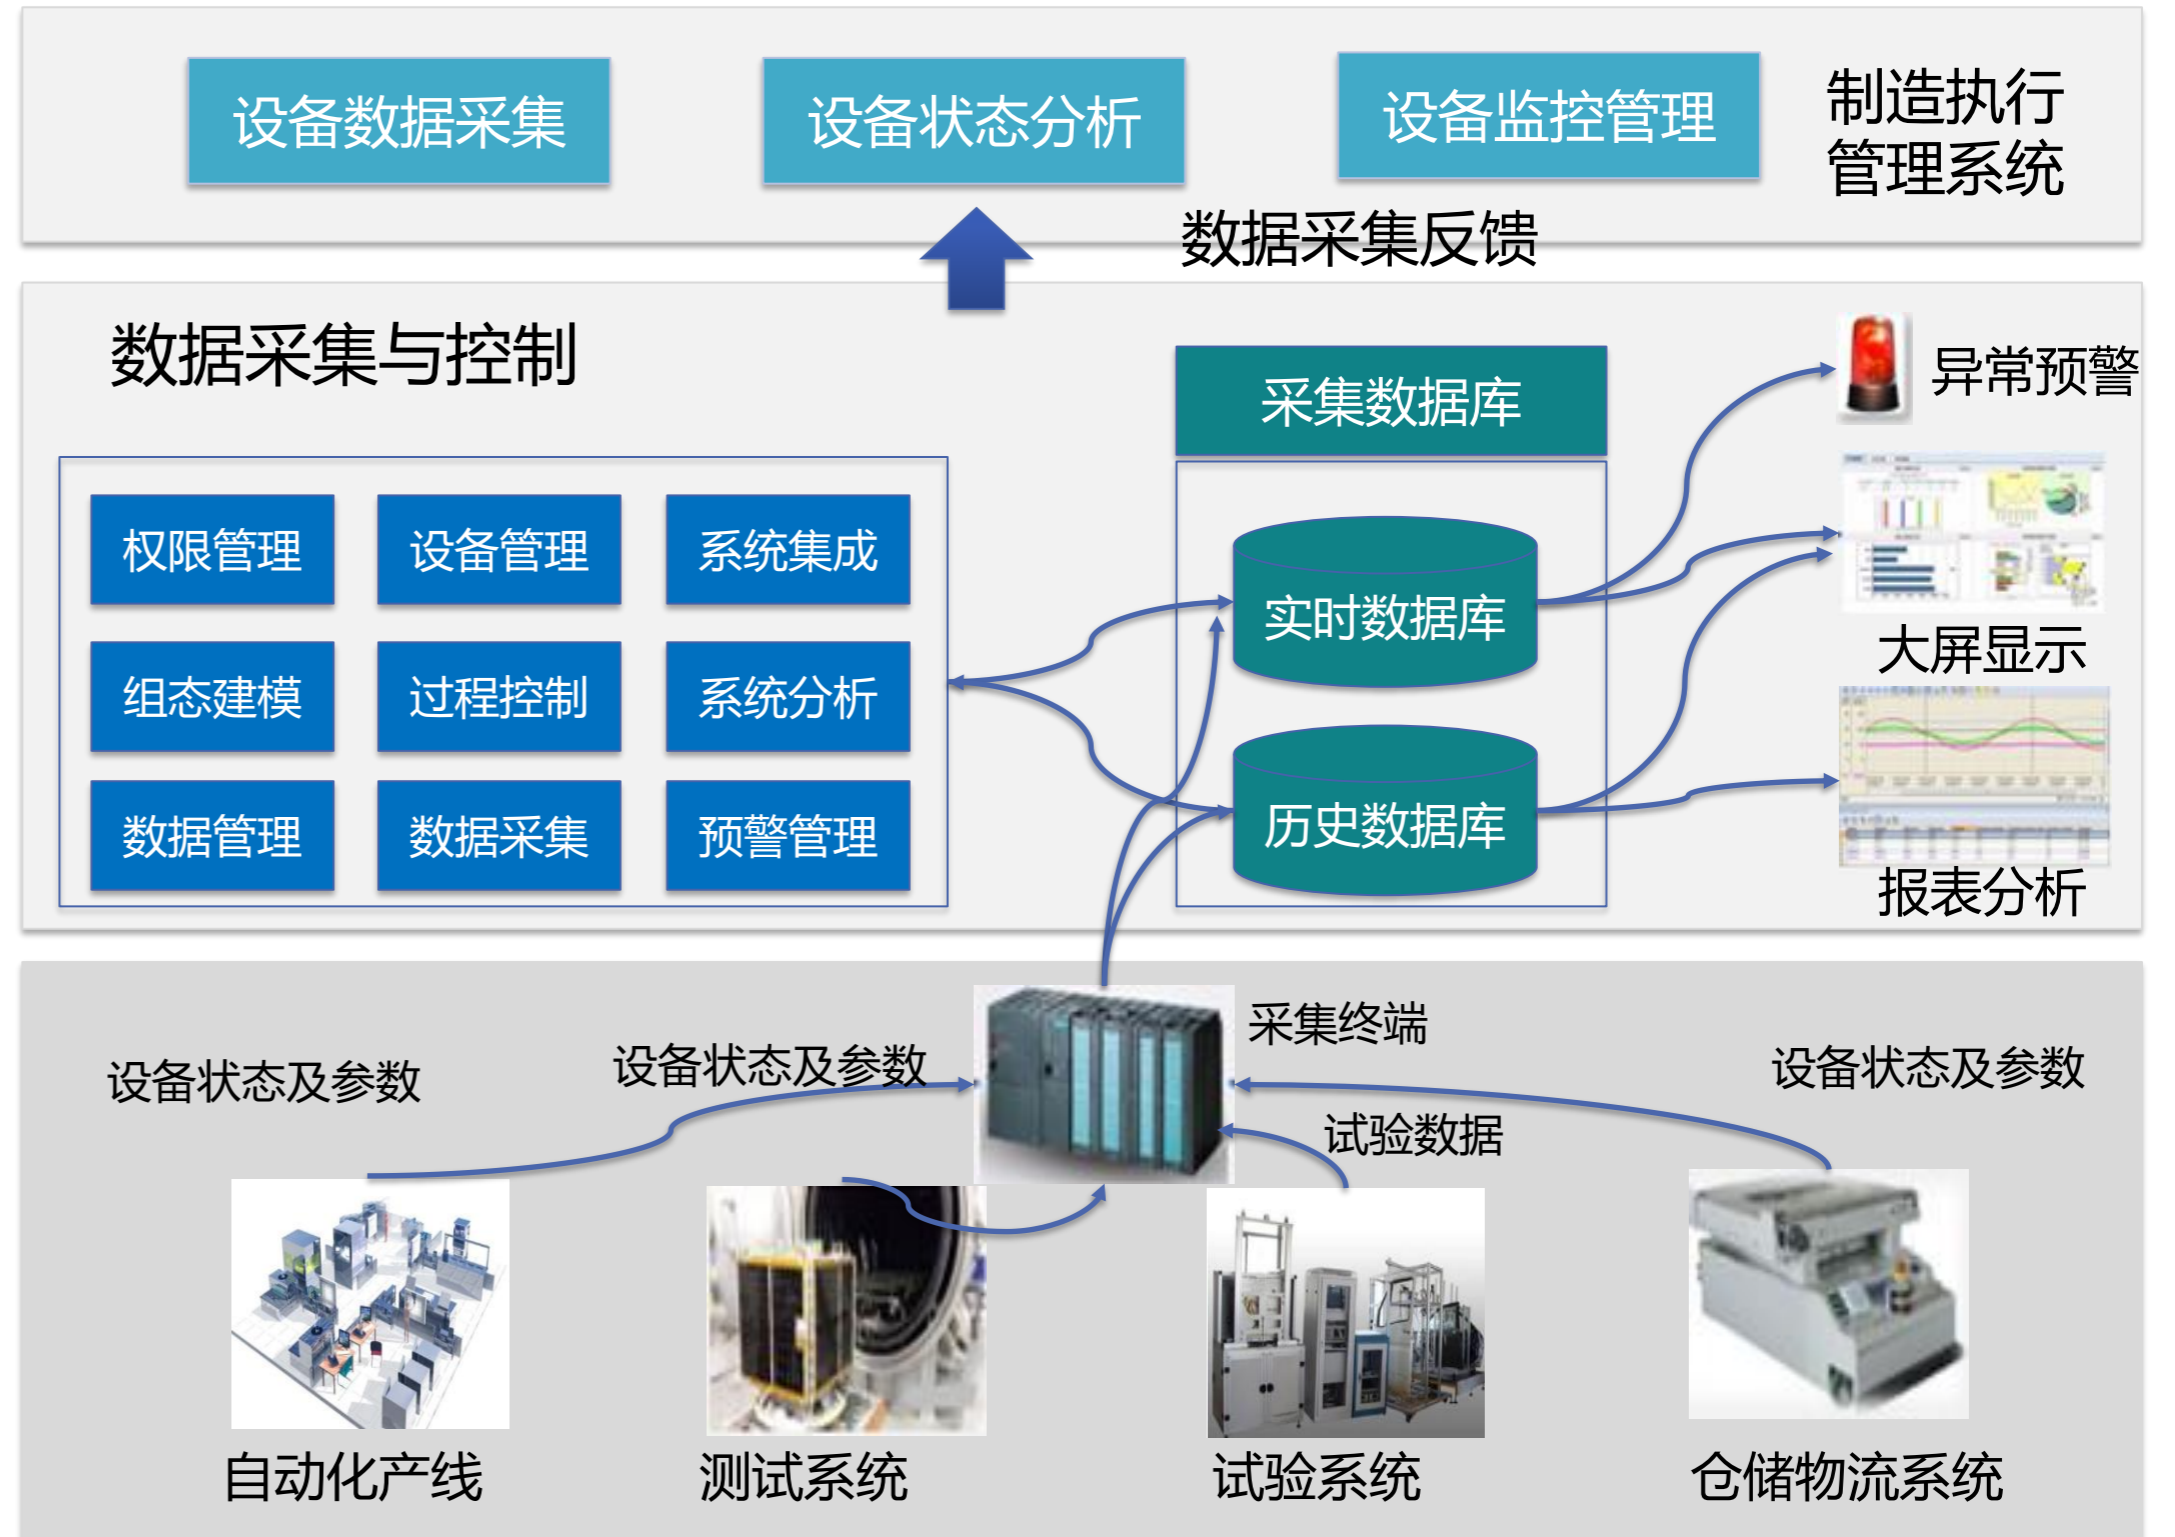 设备数据采集
设备状态分析
设备监控管理
制造执行
管理系统
数据采集反馈
数据采集与控制
采集数据库
异常预警
权限管理
设备管理
系统集成
实时数据库
大屏显示
组态建模
过程控制
系统分析
数据管理
数据采集
预警管理
历史数据库
报表分析
采集终端
设备状态及参数
设备状态及参数
设备状态及参数
试验数据
自动化产线
测试系统
试验系统
仓储物流系统